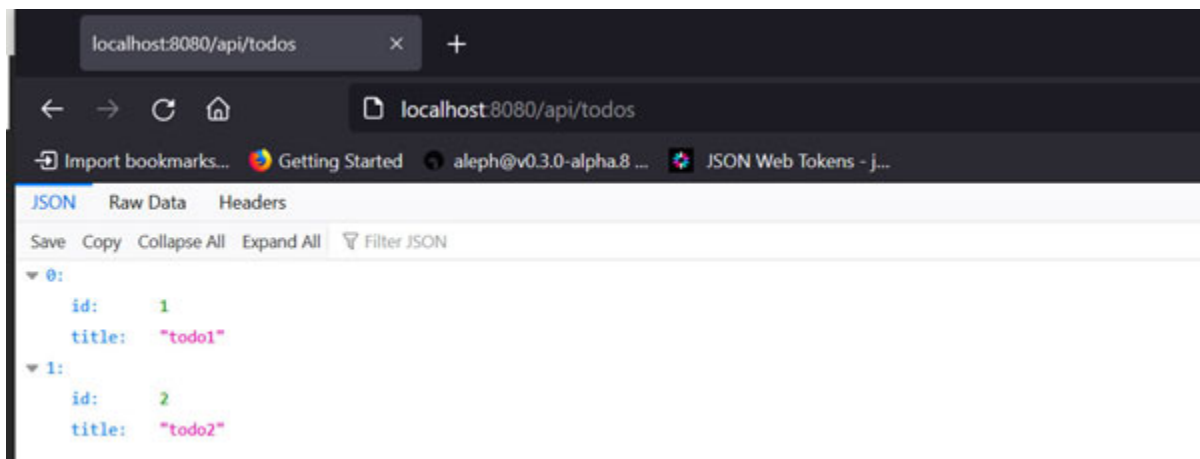 localhost:8080/api/todos
localhost:8080/api/todos
Import bookmarks... Getting Started aleph@v0.3.0-alpha.8 ... JSON Web Tokens - j...
JSON Raw Data Headers
Save Copy Collapse All Expand All Filter JSON
0:
id: 1
title: "todo1"
1:
id: 2
title: "todo2"